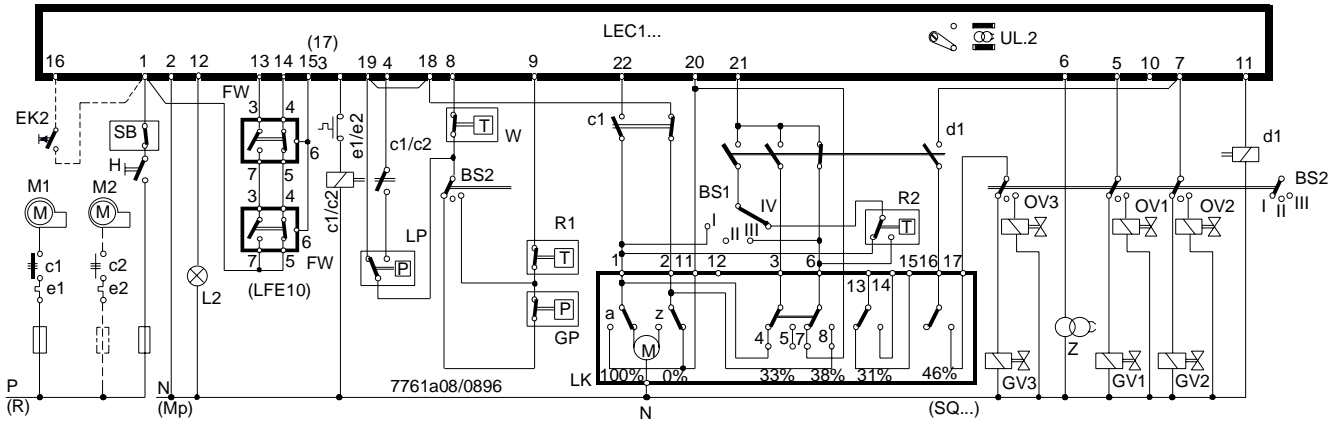 LEC1...
UL.2
(17)
16 1 2 12 13 14 15 3 19 4 18 8 9 22 20 21 6 5 10 7 11
FW
EK2
SB
H
3 4
6
7 5
3 4
6
7 5
FW
(LFE10)
e1/e2
c1/c2
c1/c2
LP
P
T
W
BS2
c1
d1
d1
BS2
I II III
M1
M
M2
M
c1
c2
e1
e2
L2
R1
T
P
GP
BS1
IV
I II III
R2
T
OV3
OV1
OV2
1 2 11 12 3 6 13 14 15 16 17
a z
M
4 5 7 8
100% 0% 33% 38% 31% 46%
LK
Z
GV3
GV1
GV2
7761a08/0896
P
(R)
N
(Mp)
N
(SQ...)